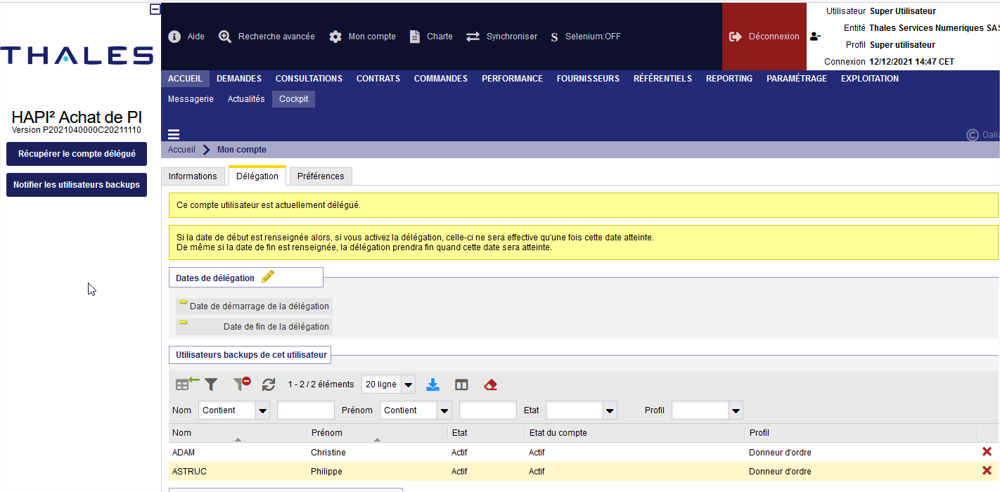 THALES
HAPI² Achat de PI
Version P2021040000C20211110
Récupérer le compte délégué
Notifier les utilisateurs backups
Aide Recherche avancée Mon compte Charte Synchroniser S Selenium:OFF Déconnexion
Utilisateur Super Utilisateur
Entité Thales Services Numeriques SAS
Profil Super utilisateur
Connexion 12/12/2021 14:47 CET
ACCUEIL DEMANDES CONSULTATIONS CONTRATS COMMANDES PERFORMANCE FOURNISSEURS RÉFÉRENTIELS REPORTING PARAMÉTRAGE EXPLOITATION
Messagerie Actualités Cockpit
© Oalia
Accueil Mon compte
Informations Délégation Préférences
Ce compte utilisateur est actuellement délégué.
Si la date de début est renseignée alors, si vous activez la délégation, celle-ci ne sera effective qu'une fois cette date atteinte.
De même si la date de fin est renseignée, la délégation prendra fin quand cette date sera atteinte.
Dates de délégation
Date de démarrage de la délégation
Date de fin de la délégation
Utilisateurs backups de cet utilisateur
1 - 2 / 2 éléments 20 ligne
Nom Contient Prénom Contient Etat Profil
Nom Prénom Etat Etat du compte Profil
ADAM Christine Actif Actif Donneur d'ordre
ASTRUC Philippe Actif Actif Donneur d'ordre